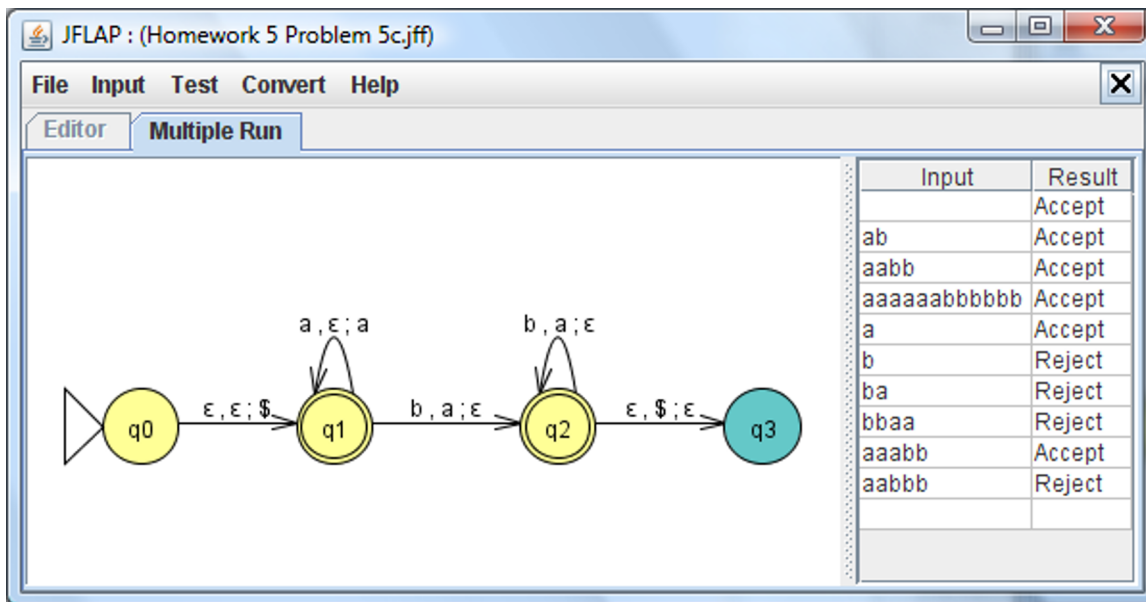 JFLAP : (Homework 5 Problem 5c.jff)
File Input Test Convert Help
Editor Multiple Run
Input Result
Accept
ab Accept
aabb Accept
aaaaaabbbbbb Accept
a Accept
b Reject
ba Reject
bbaa Reject
aaabb Accept
aabbb Reject
a , ε ; a b , a ; ε
ε , ε ; $ b , a ; ε ε , $ ; ε
q0 q1 q2 q3